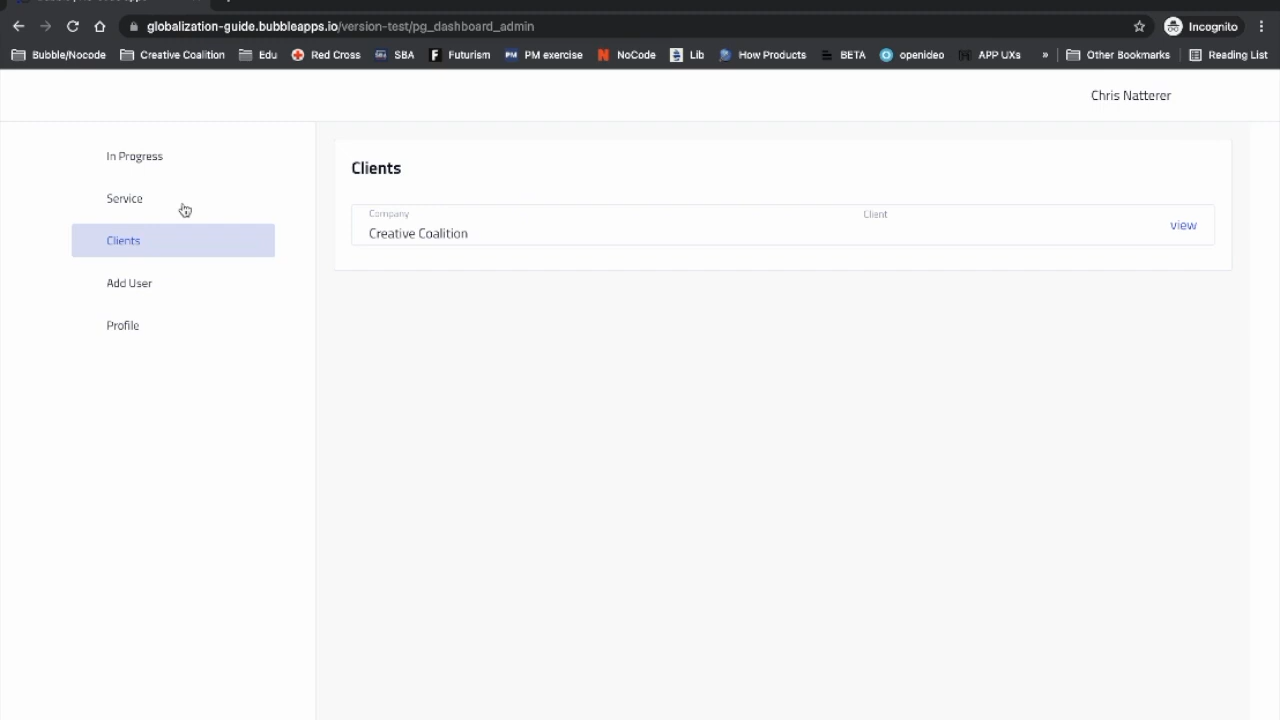 globalization-guide.bubbleapps.io/version-test/pg_dashboard_admin
Incognito
Bubble/Nocode
Creative Coalition
Edu
Red Cross
SBA
Futurism
PM exercise
NoCode
Lib
How Products
BETA
openideo
APP UXs
»
Other Bookmarks
Reading List
Chris Natterer
In Progress
Service
Clients
Add User
Profile
Clients
Company
Client
Creative Coalition
view